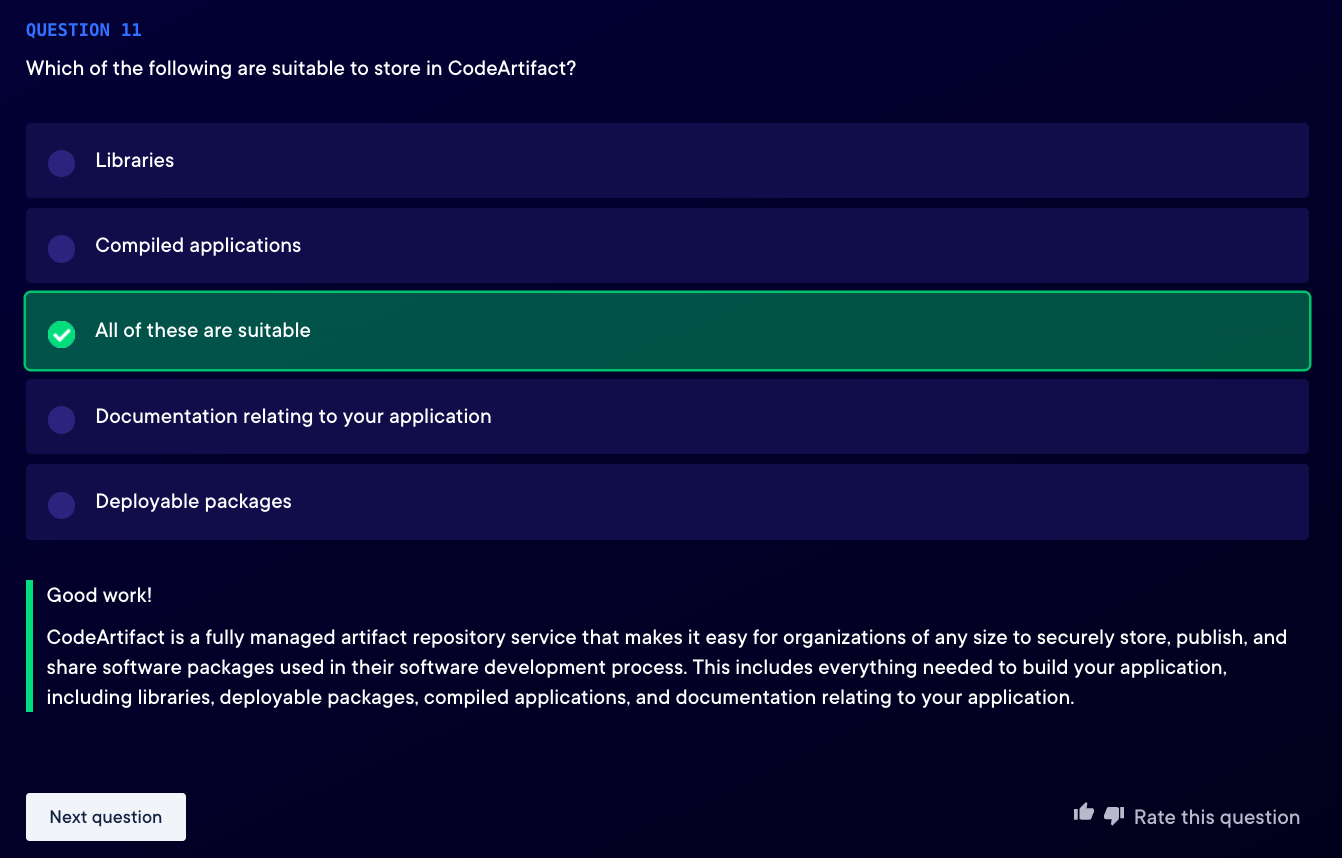 QUESTION 11
Which of the following are suitable to store in CodeArtifact?
Libraries
Compiled applications
All of these are suitable
Documentation relating to your application
Deployable packages
Good work!
CodeArtifact is a fully managed artifact repository service that makes it easy for organizations of any size to securely store, publish, and
share software packages used in their software development process. This includes everything needed to build your application,
including libraries, deployable packages, compiled applications, and documentation relating to your application.
Next question
Rate this question